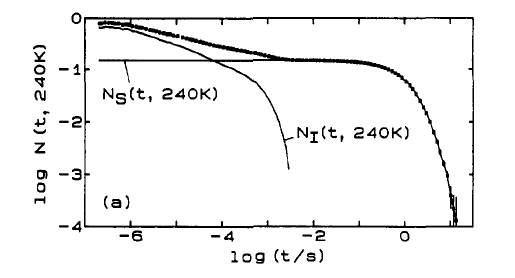 log N(t, 240K)
0
-1
-2
-3
-4
N_S(t, 240K)
N_I(t, 240K)
(a)
-6 -4 -2 0
log(t/s)